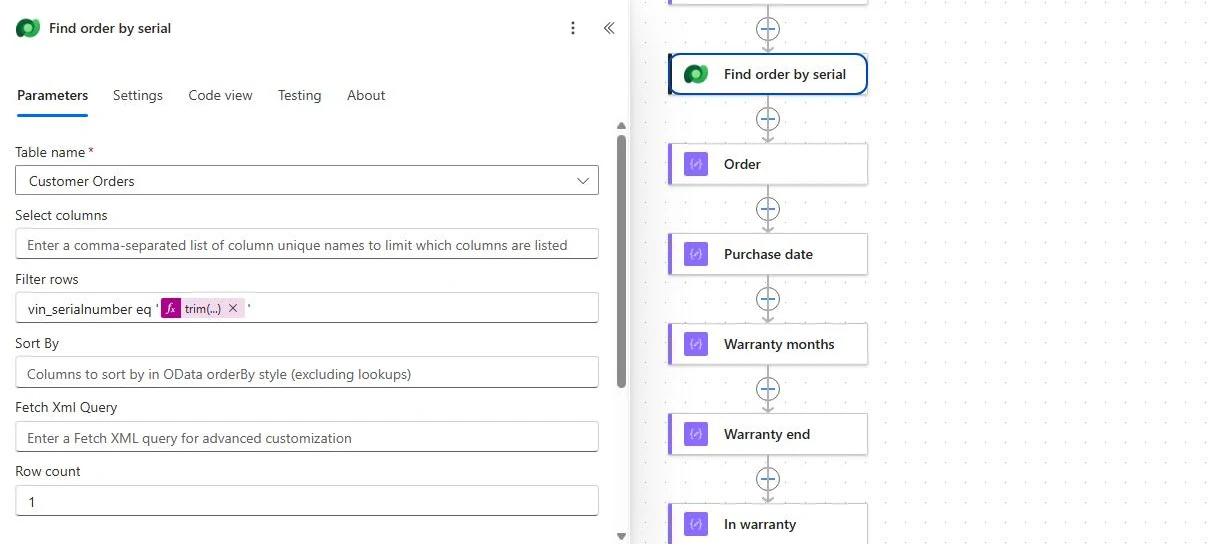 Find order by serial
Parameters
Settings
Code view
Testing
About
Table name *
Customer Orders
Select columns
Enter a comma-separated list of column unique names to limit which columns are listed
Filter rows
vin_serialnumber eq ' fx trim(...) × '
Sort By
Columns to sort by in OData orderBy style (excluding lookups)
Fetch Xml Query
Enter a Fetch XML query for advanced customization
Row count
1
Find order by serial
Order
Purchase date
Warranty months
Warranty end
In warranty